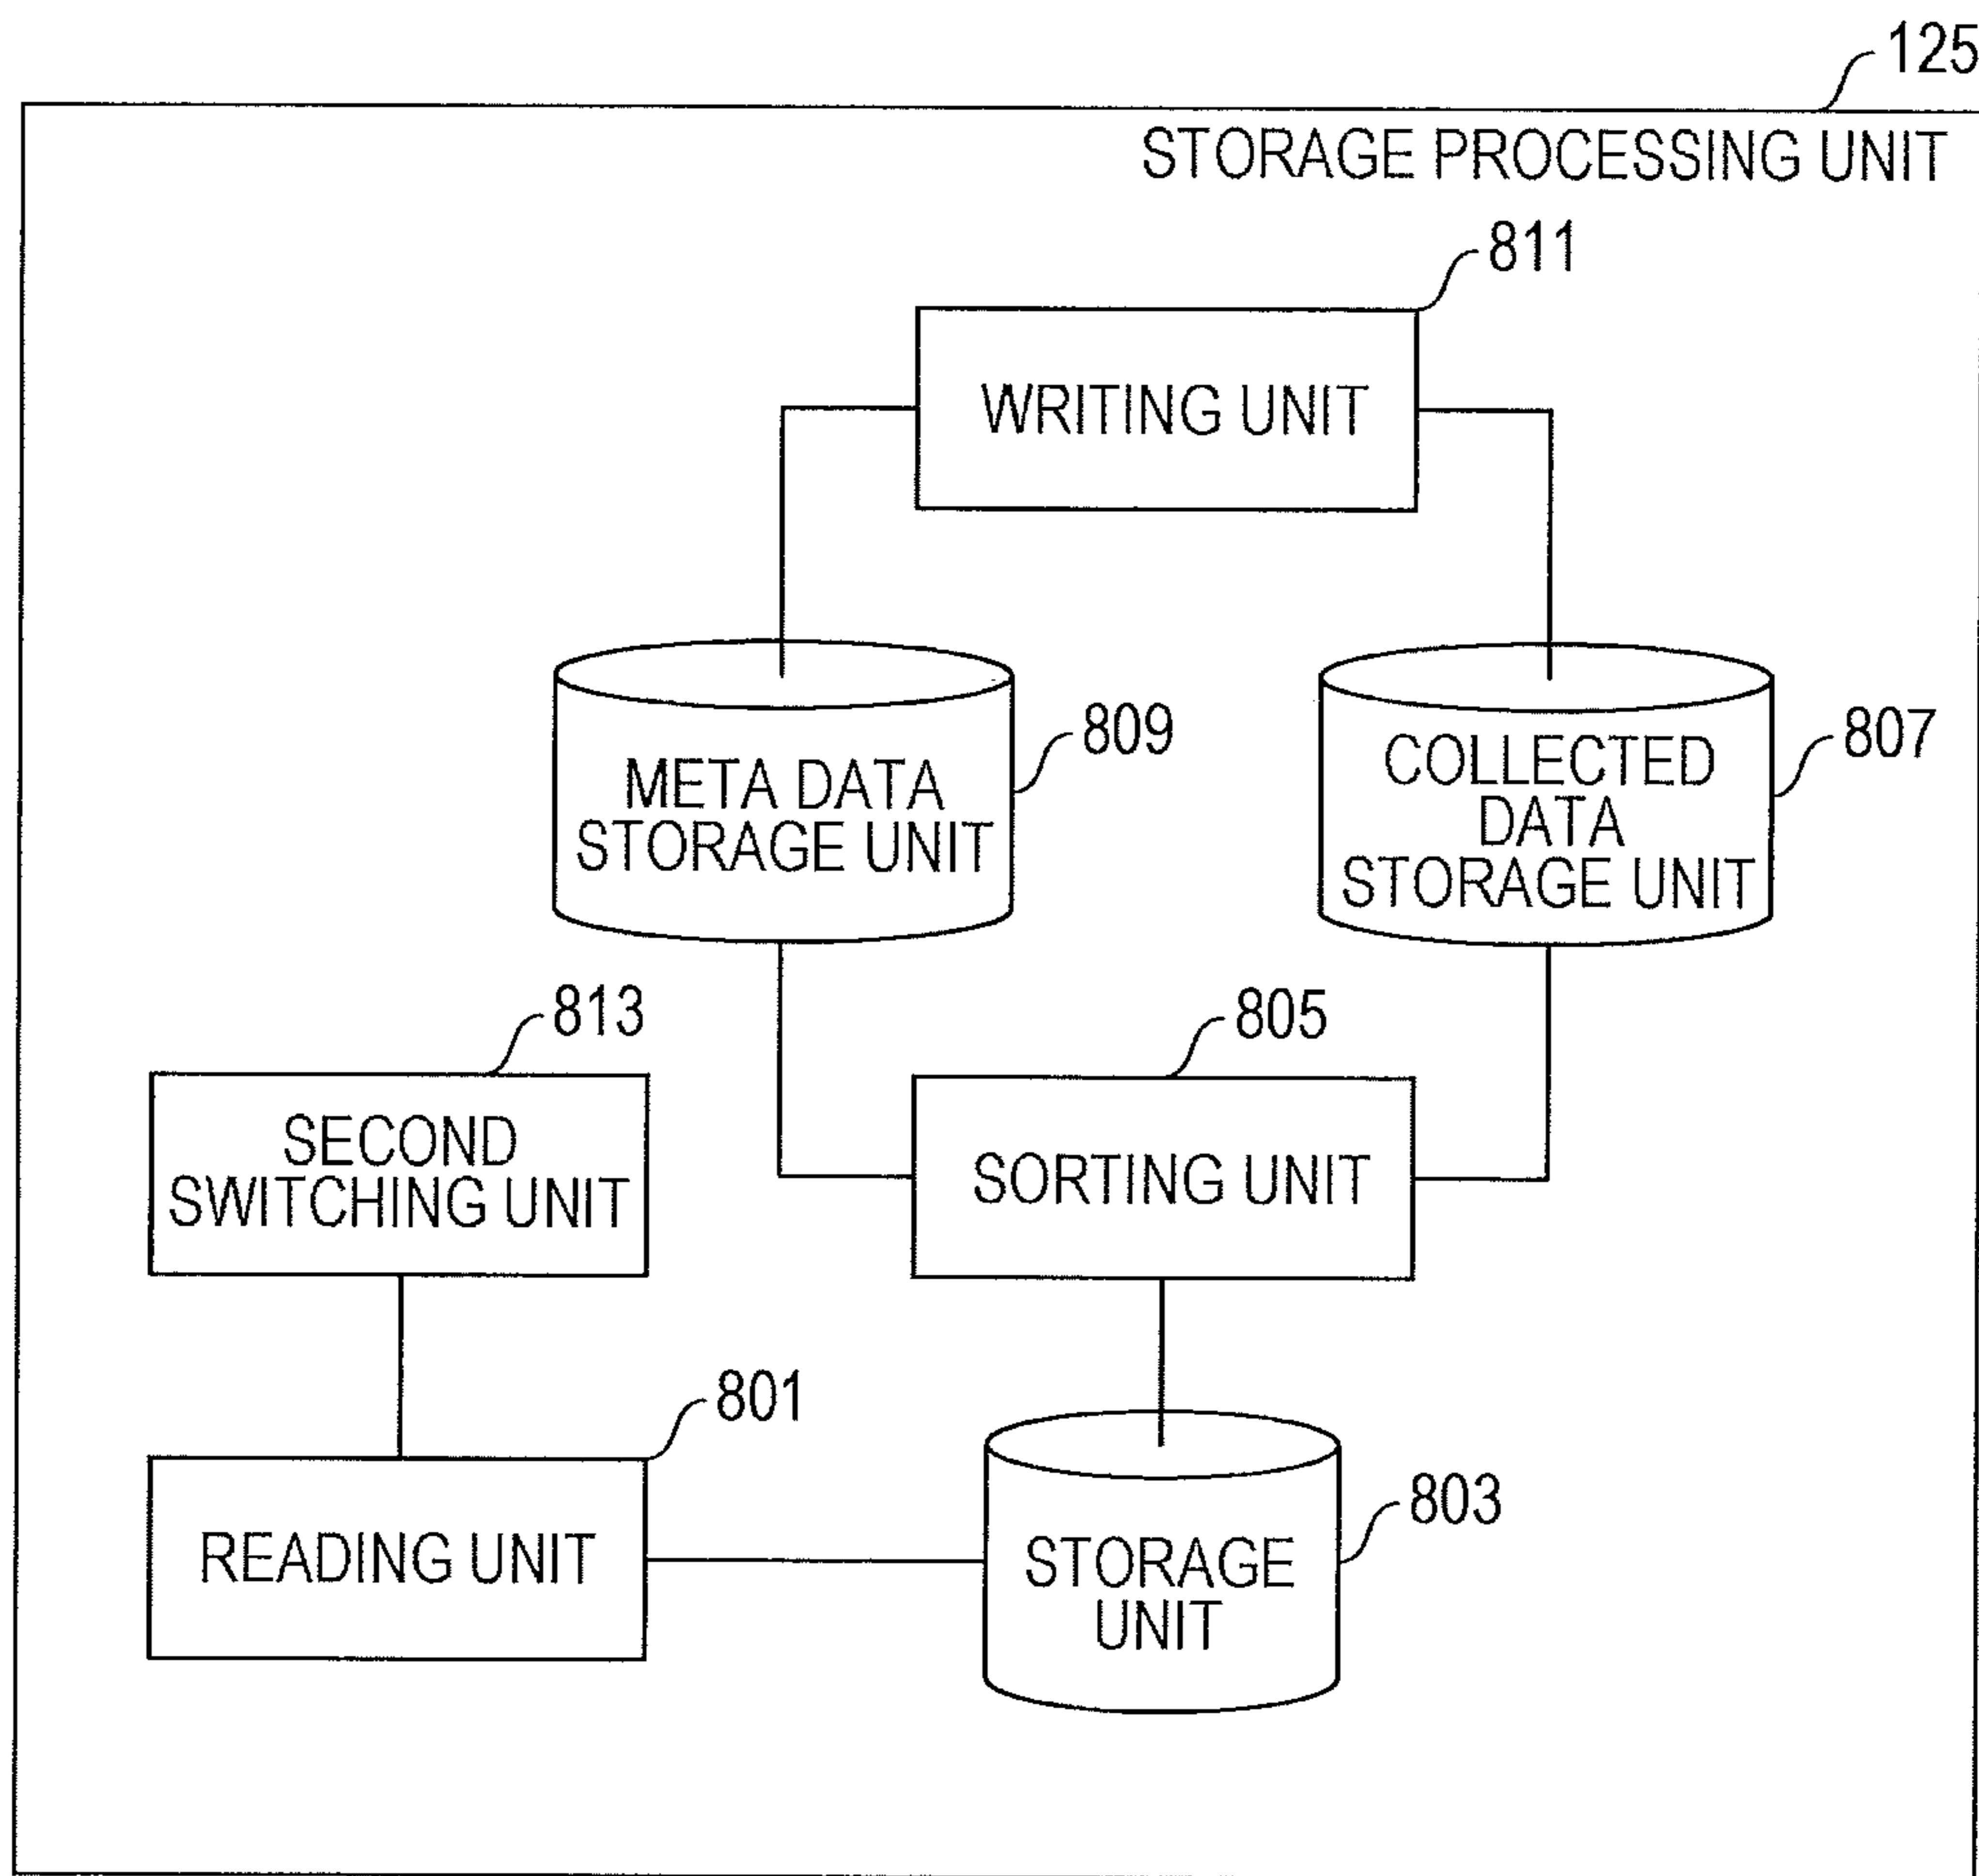 125
STORAGE PROCESSING UNIT
811
WRITING UNIT
809
META DATA
STORAGE UNIT
807
COLLECTED
DATA
STORAGE UNIT
813
SECOND
SWITCHING UNIT
805
SORTING UNIT
801
READING UNIT
803
STORAGE
UNIT